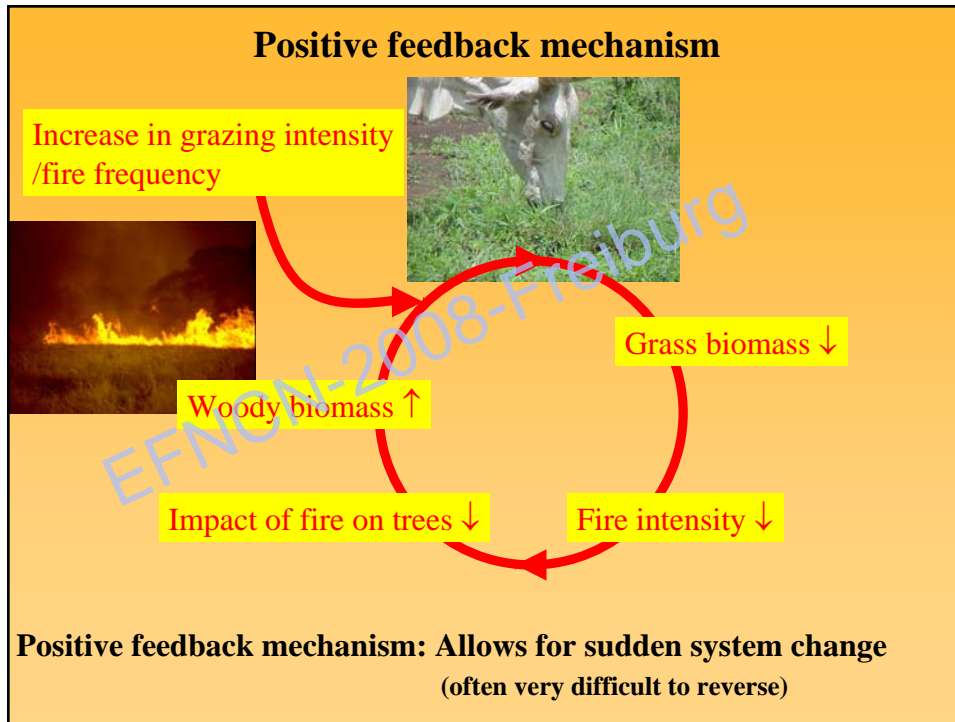 Positive feedback mechanism
Increase in grazing intensity
/fire frequency
Grass biomass ↓
Woody biomass ↑
Impact of fire on trees ↓
Fire intensity ↓
EFNCN-2008-Freiburg
Positive feedback mechanism: Allows for sudden system change
(often very difficult to reverse)